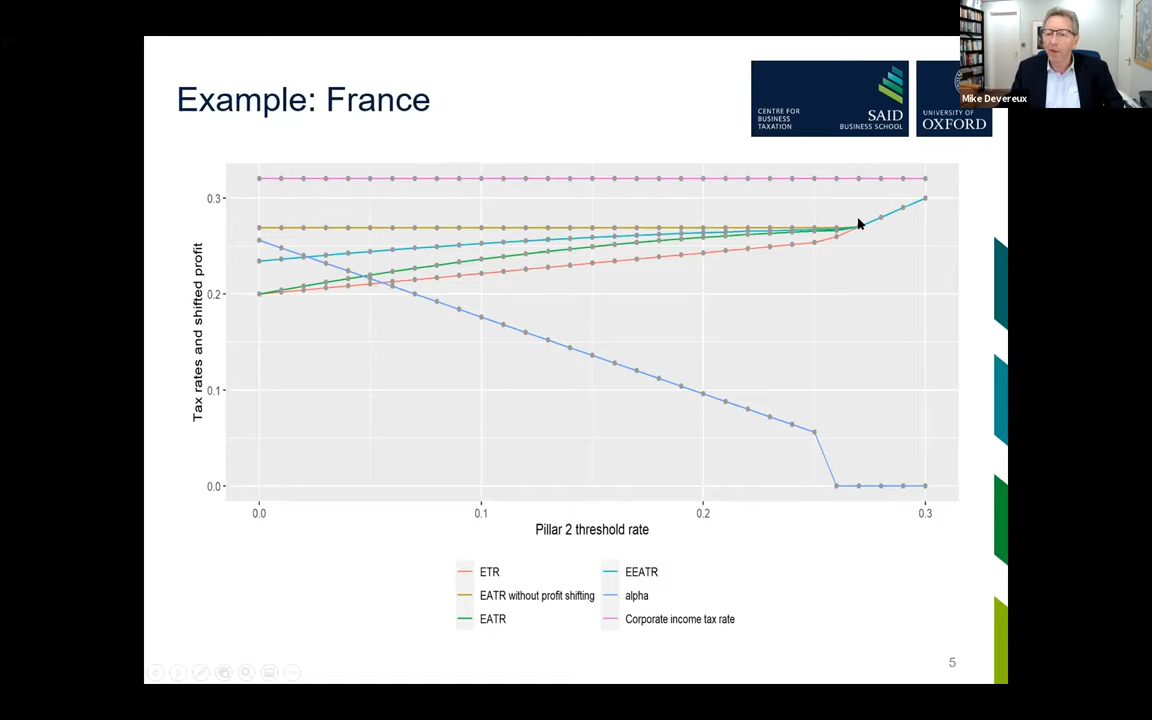 Mike Devereux
Example: France
CENTRE FOR
BUSINESS
TAXATION
SAID
BUSINESS SCHOOL
UNIVERSITY OF
OXFORD
Tax rates and shifted profit
0.3
0.2
0.1
0.0
0.0
0.1
0.2
0.3
Pillar 2 threshold rate
ETR
EATR without profit shifting
EATR
EEATR
alpha
Corporate income tax rate
5